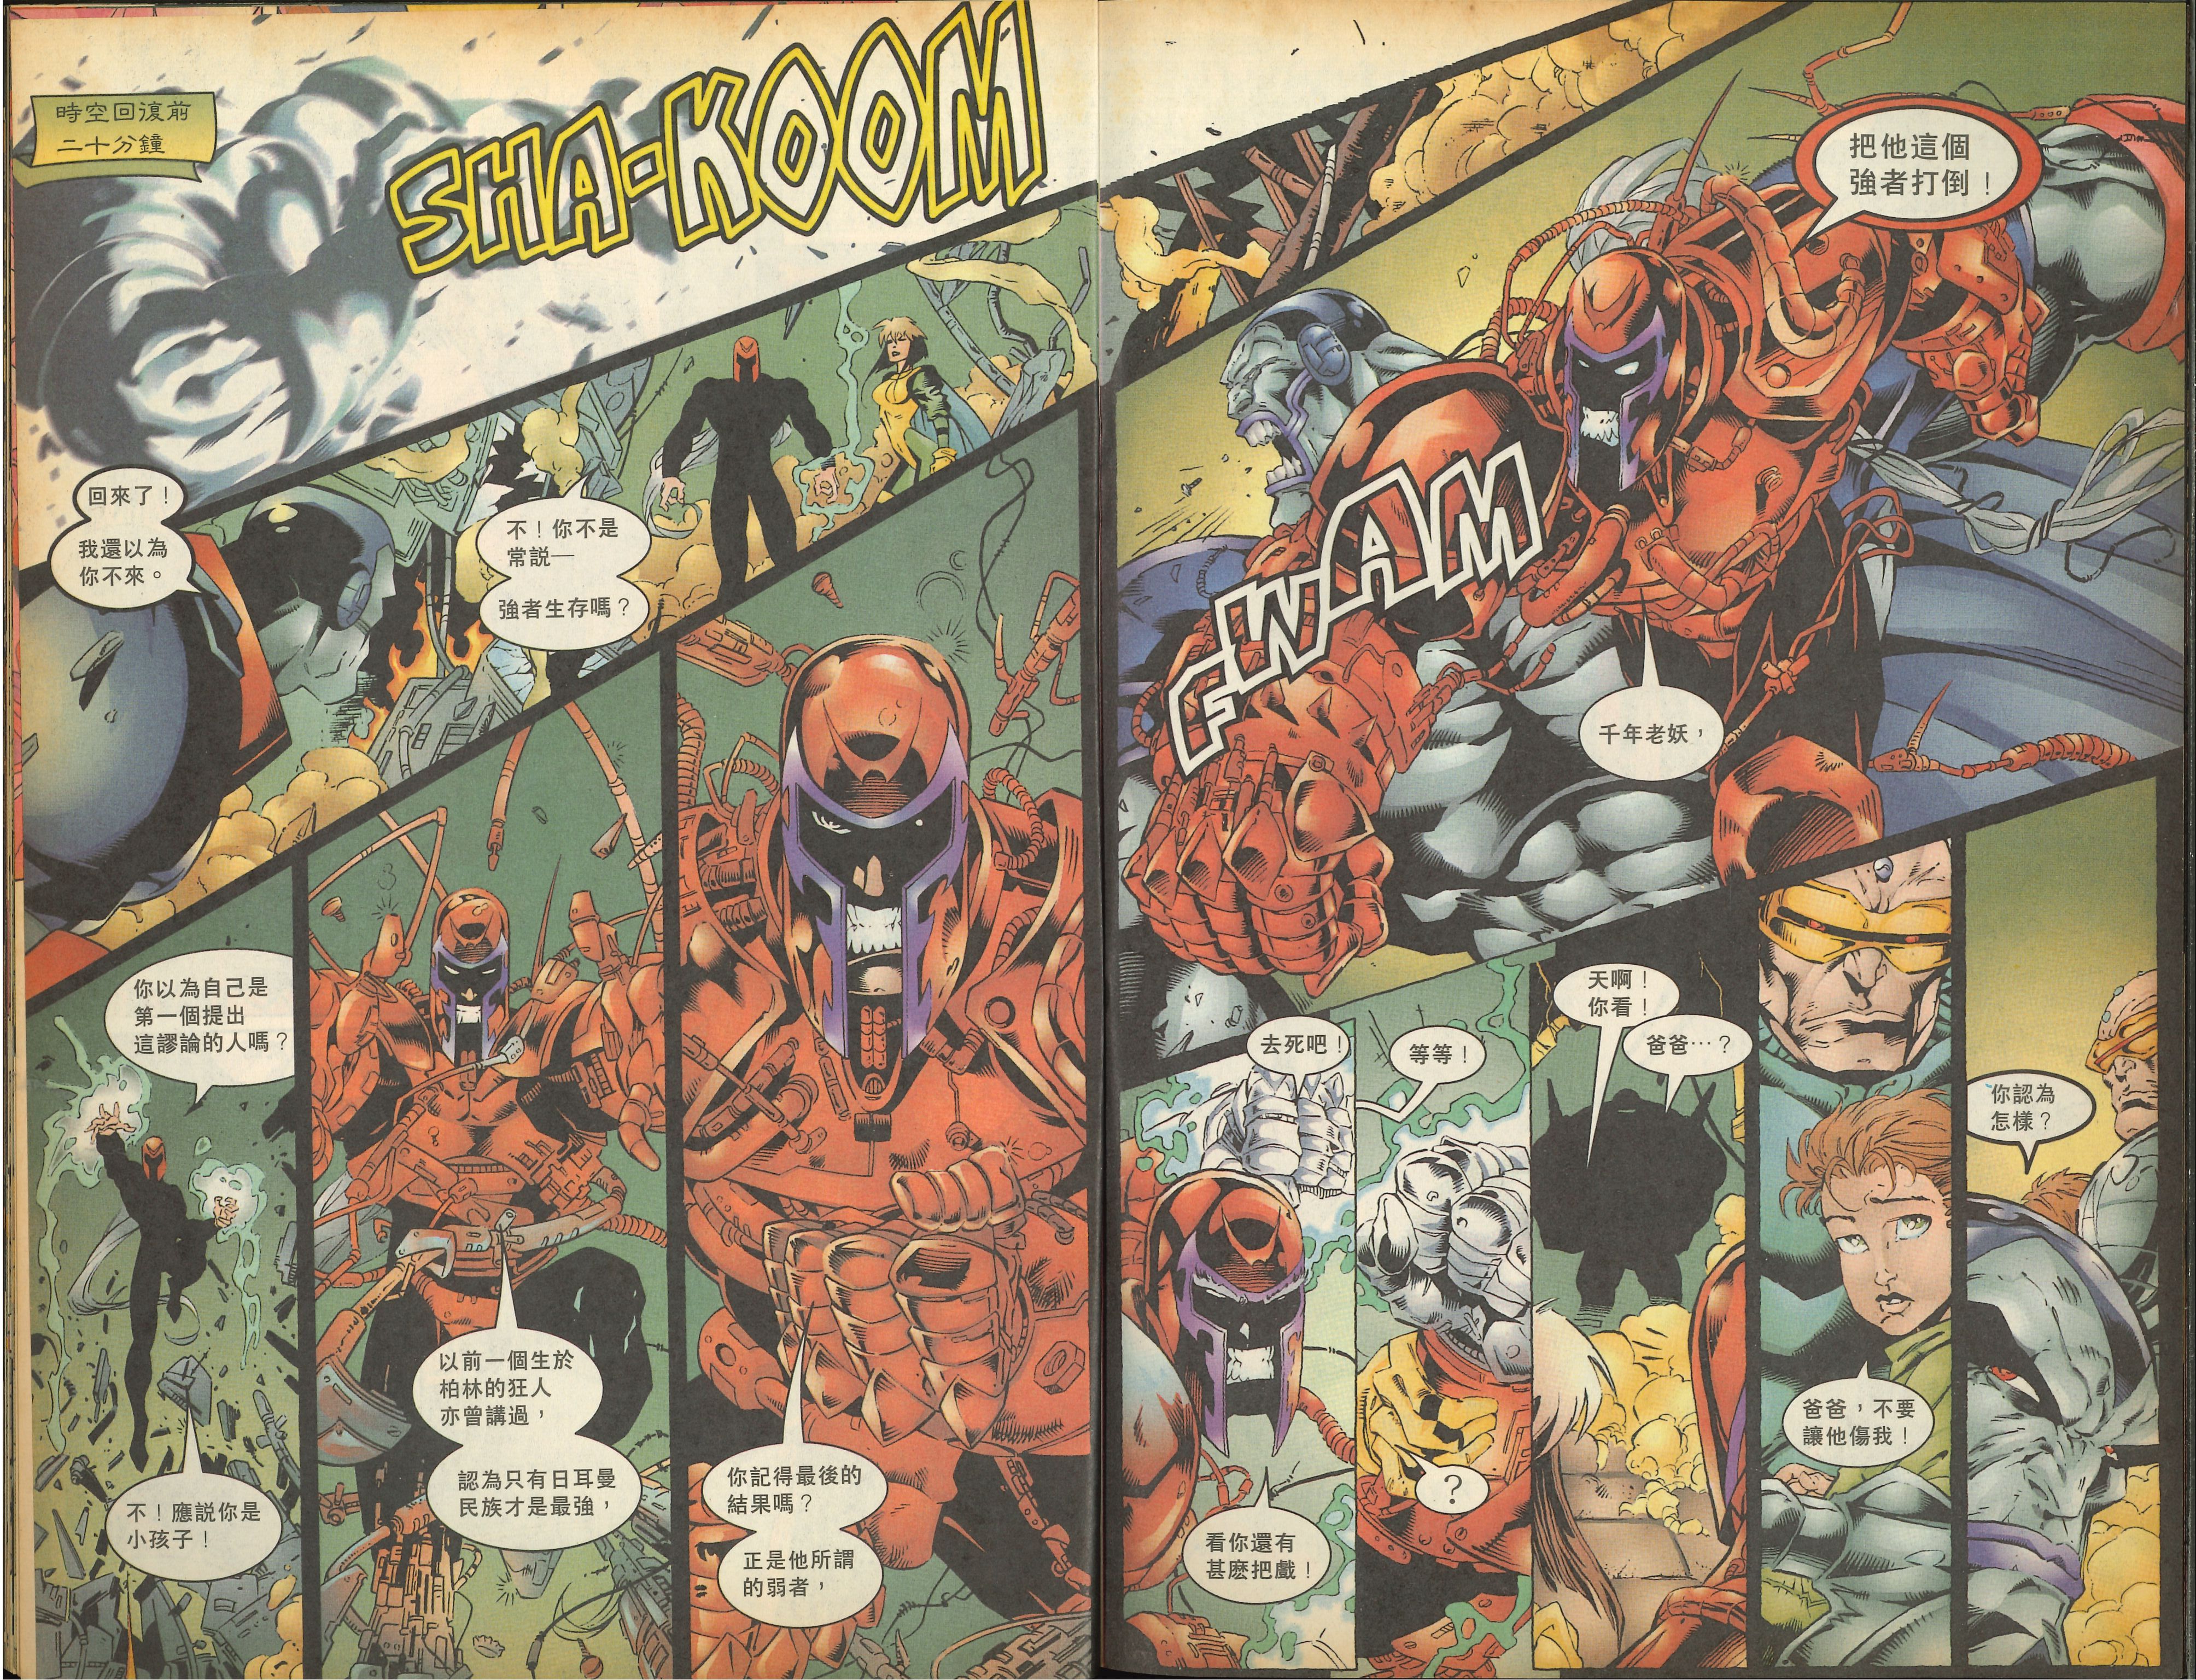 時空回復前
二十分鐘
SHA-KOOM
回來了！
我還以為
你不來。
不！你不是
常説—
強者生存嗎？
你以為自己是
第一個提出
這謬論的人嗎？
不！應説你是
小孩子！
以前一個生於
柏林的狂人
亦曾講過，
認為只有日耳曼
民族才是最強，
你記得最後的
結果嗎？
正是他所謂
的弱者，
把他這個
強者打倒！
FWAM
千年老妖，
去死吧！
看你還有
甚麽把戲！
等等！
？
天啊！
你看！
爸爸…？
爸爸，不要
讓他傷我！
你認為
怎樣？